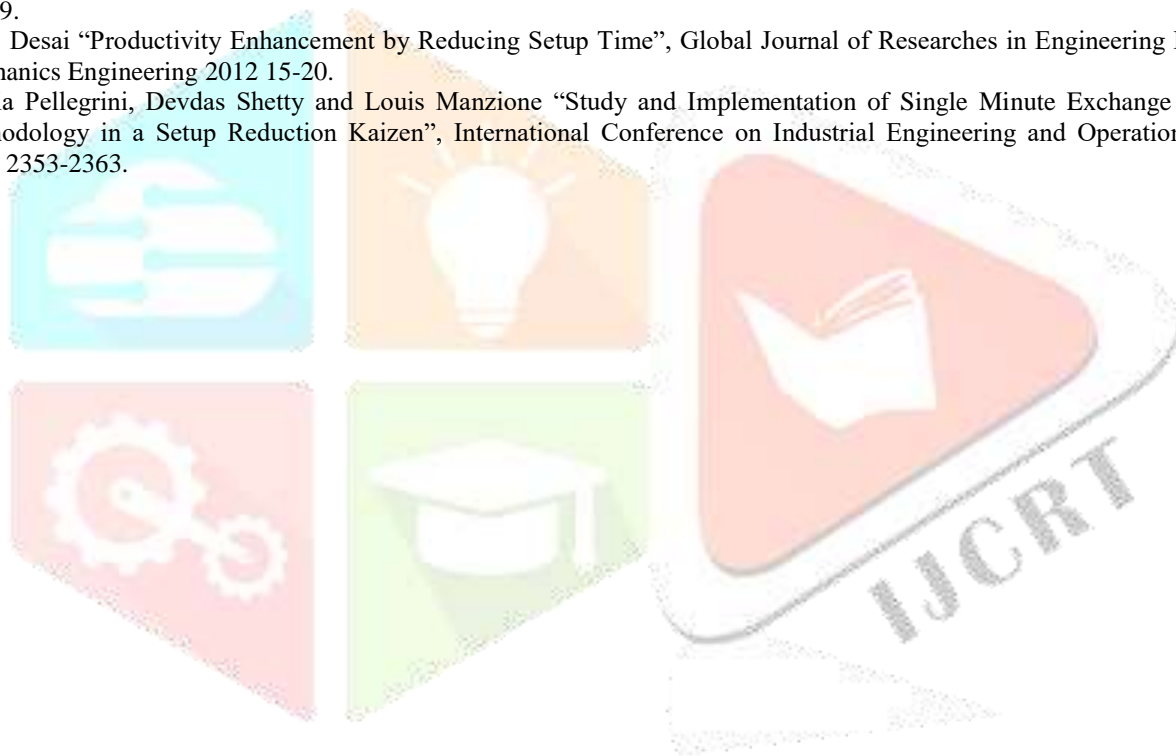 9.
Desai “Productivity Enhancement by Reducing Setup Time”, Global Journal of Researches in Engineering
anics Engineering 2012 15-20.
ia Pellegrini, Devdas Shetty and Louis Manzione “Study and Implementation of Single Minute Exchange
odology in a Setup Reduction Kaizen”, International Conference on Industrial Engineering and Operation
2353-2363.
IJCRT